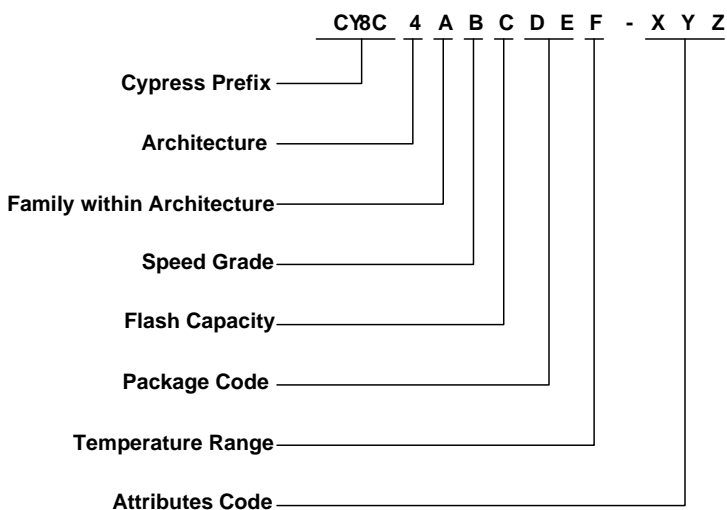 CY8C 4 A B C D E F - X Y Z
Cypress Prefix
Architecture
Family within Architecture
Speed Grade
Flash Capacity
Package Code
Temperature Range
Attributes Code